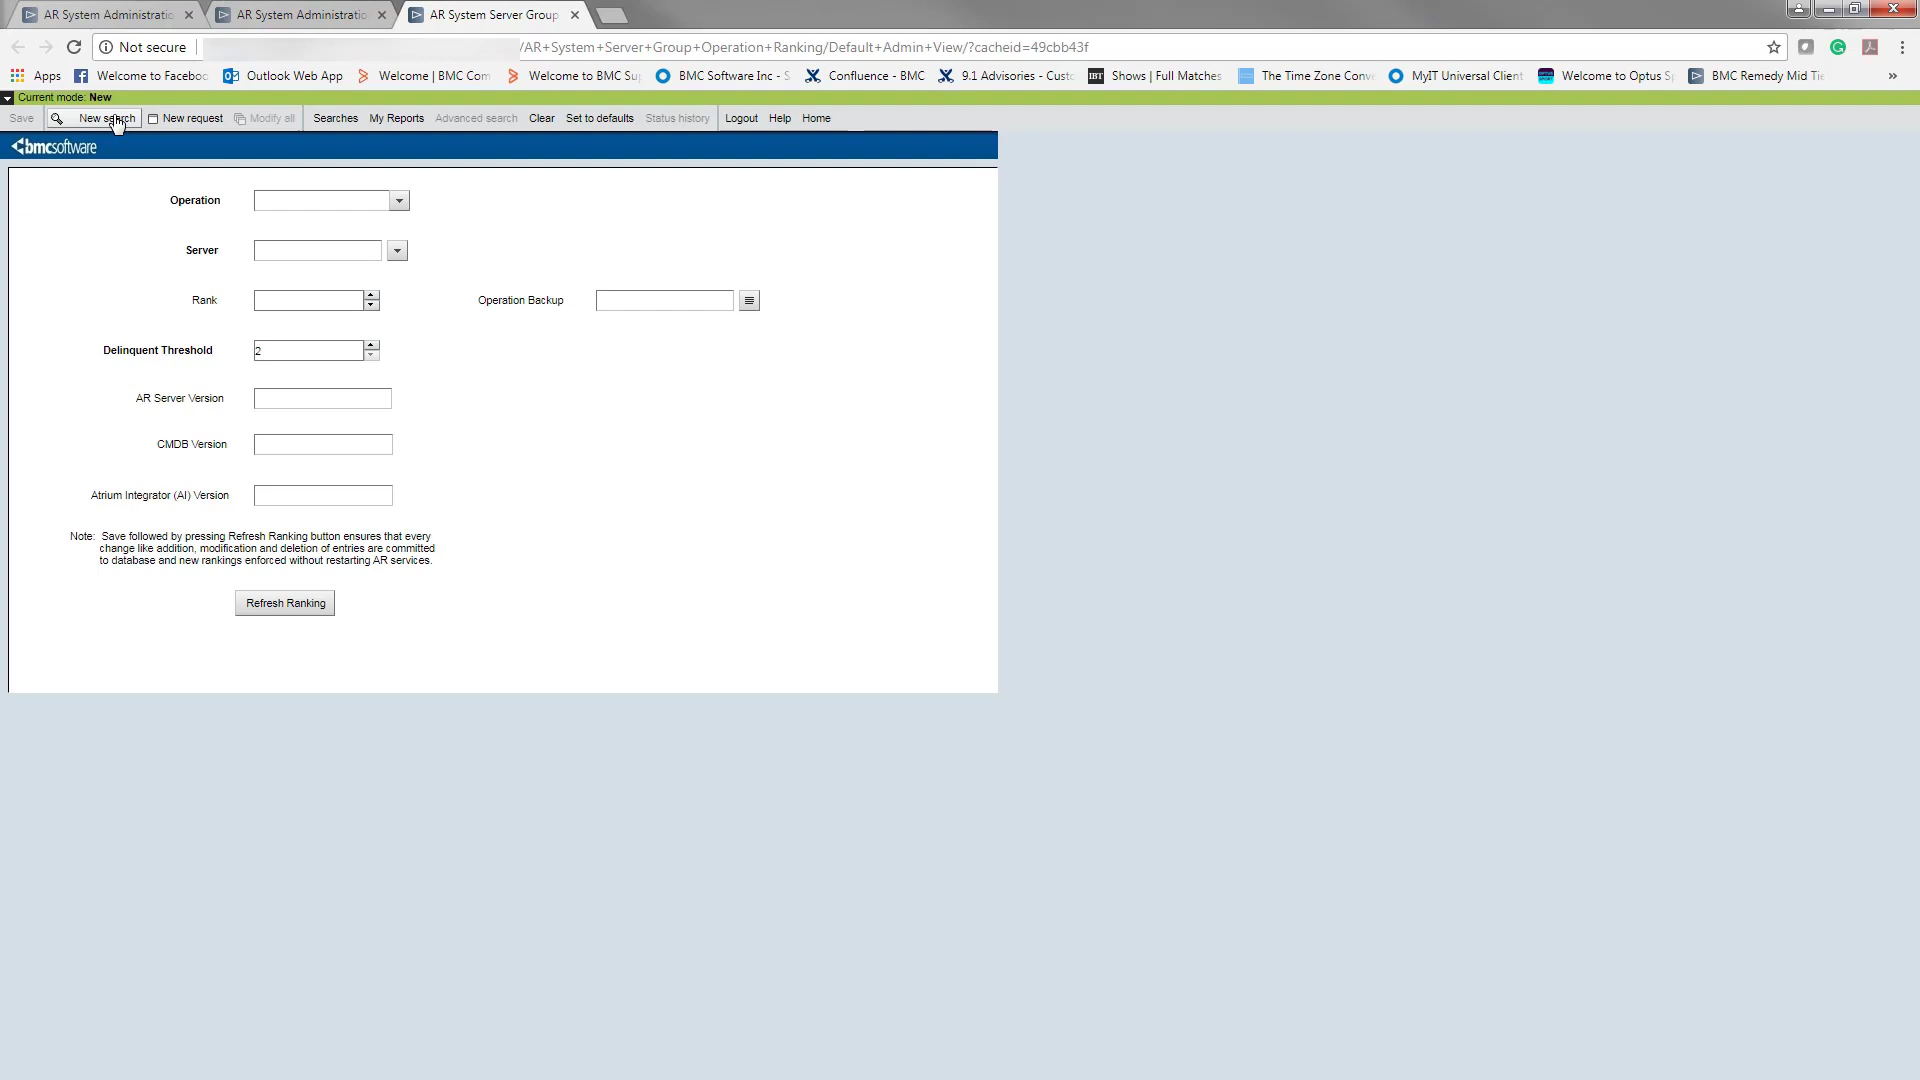 AR System Administratio
AR System Administratio
AR System Server Group
Not secure
/AR+System+Server+Group+Operation+Ranking/Default+Admin+View/?cacheid=49cbb43f
Apps
Welcome to Faceboo
Outlook Web App
Welcome | BMC Com
Welcome to BMC Su
BMC Software Inc - S
Confluence - BMC
9.1 Advisories - Custo
Shows | Full Matches
The Time Zone Conv
MyIT Universal Client
Welcome to Optus S
BMC Remedy Mid Tie
»
Current mode: New
Save
New search
New request
Modify all
Searches
My Reports
Advanced search
Clear
Set to defaults
Status history
Logout
Help
Home
bmcsoftware
Operation
Server
Rank
Operation Backup
Delinquent Threshold
2
AR Server Version
CMDB Version
Atrium Integrator (AI) Version
Note: Save followed by pressing Refresh Ranking button ensures that every
change like addition, modification and deletion of entries are committed
to database and new rankings enforced without restarting AR services.
Refresh Ranking